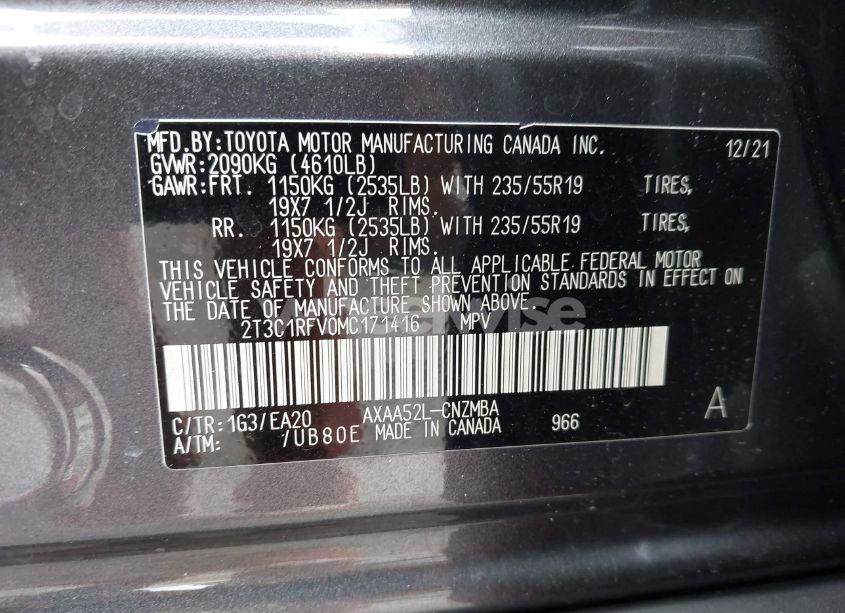 MFD.BY:TOYOTA MOTOR MANUFACTURING CANADA INC. 12/21
GVWR:2090KG (4610LB)
GAWR:FRT. 1150KG (2535LB) WITH 235/55R19 TIRES,
19X7 1/2J RIMS.
RR. 1150KG (2535LB) WITH 235/55R19 TIRES,
19X7 1/2J RIMS.
THIS VEHICLE CONFORMS TO ALL APPLICABLE FEDERAL MOTOR
VEHICLE SAFETY AND THEFT PREVENTION STANDARDS IN EFFECT ON
THE DATE OF MANUFACTURE SHOWN ABOVE.
2T3C1RFV0MC171416 MPV
C/TR:1G3/EA20 AXAA52L-CNZMBA A
A/TM: /UB80E MADE IN CANADA 966